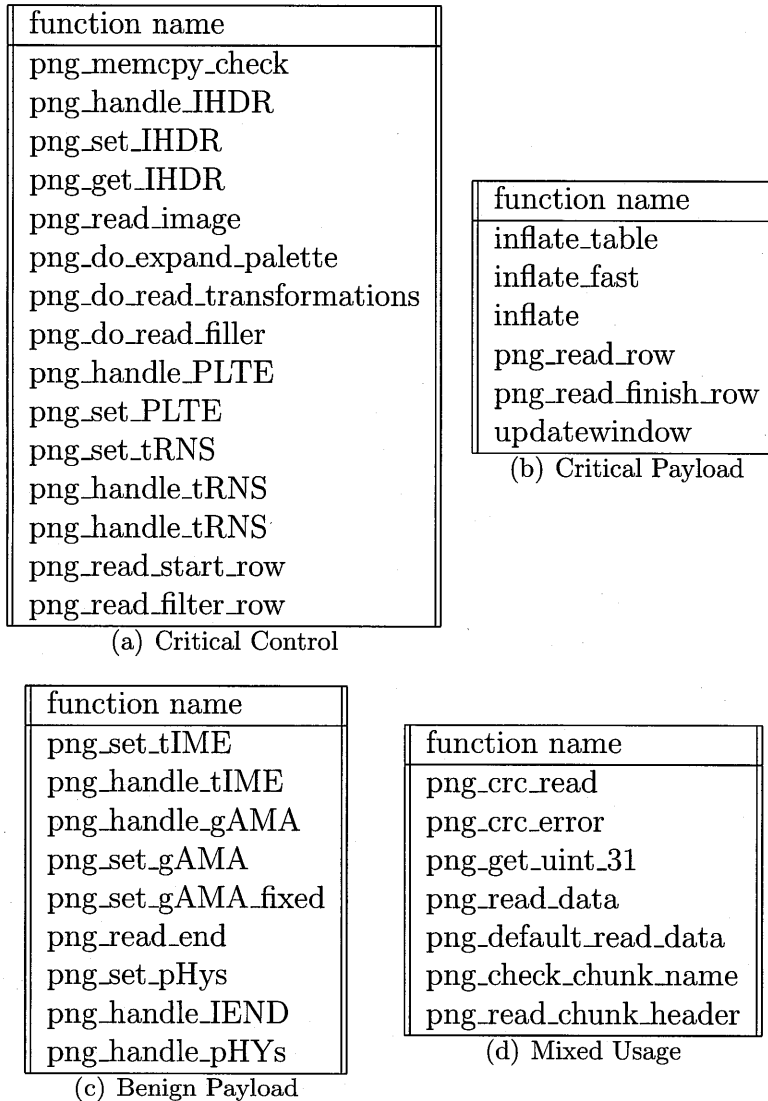 function name
png_memcpy_check
png_handle_IHDR
png_set_IHDR
png_get_IHDR
png_read_image
png_do_expand_palette
png_do_read_transformations
png_do_read_filler
png_handle_PLTE
png_set_PLTE
png_set_tRNS
png_handle_tRNS
png_handle_tRNS
png_read_start_row
png_read_filter_row
(a) Critical Control
function name
inflate_table
inflate_fast
inflate
png_read_row
png_read_finish_row
updatewindow
(b) Critical Payload
function name
png_set_tIME
png_handle_tIME
png_handle_gAMA
png_set_gAMA
png_set_gAMA_fixed
png_read_end
png_set_pHys
png_handle_IEND
png_handle_pHYs
(c) Benign Payload
function name
png_crc_read
png_crc_error
png_get_uint_31
png_read_data
png_default_read_data
png_check_chunk_name
png_read_chunk_header
(d) Mixed Usage